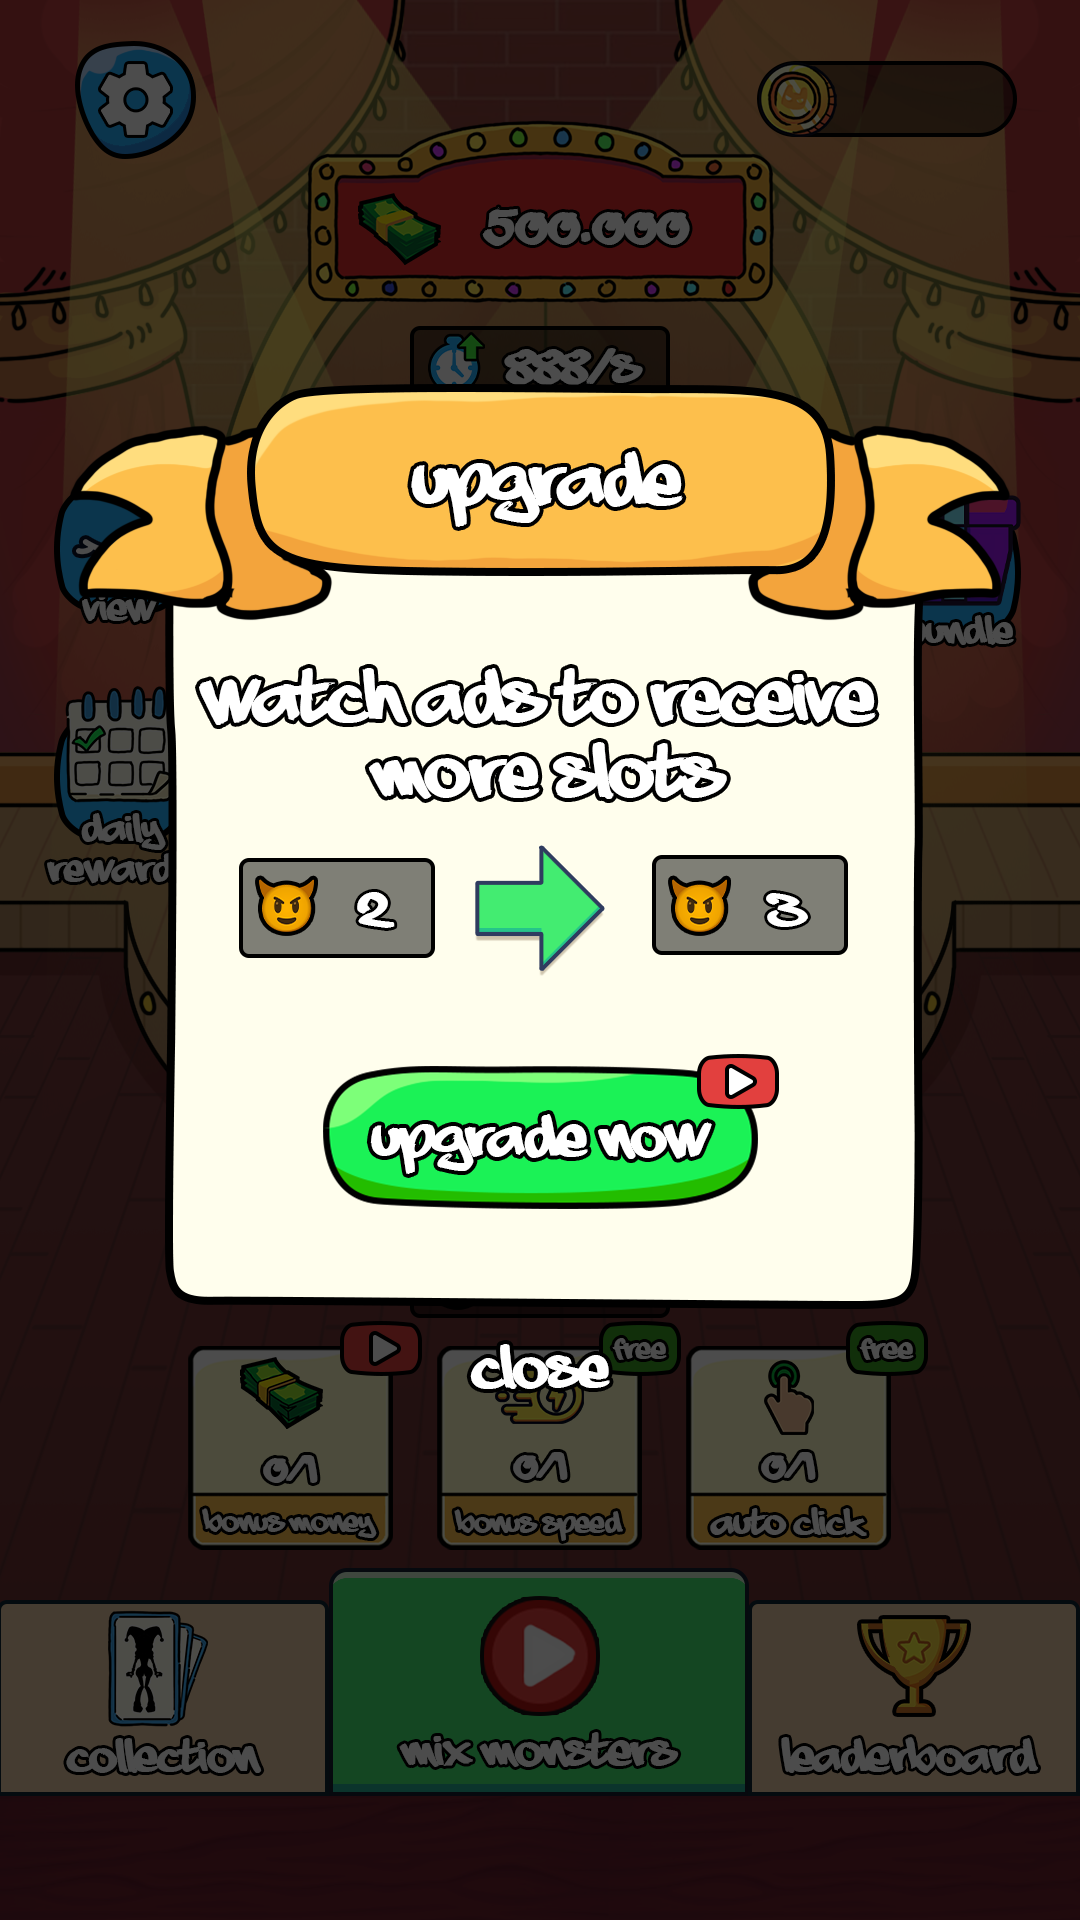 500.000
888/s
upgrade
view
bundle
watch ads to receive
more slots
daily
reward
2
3
upgrade now
close
free
free
0/1
0/1
0/1
bonus money
bonus speed
auto click
collection
mix monsters
leaderboard